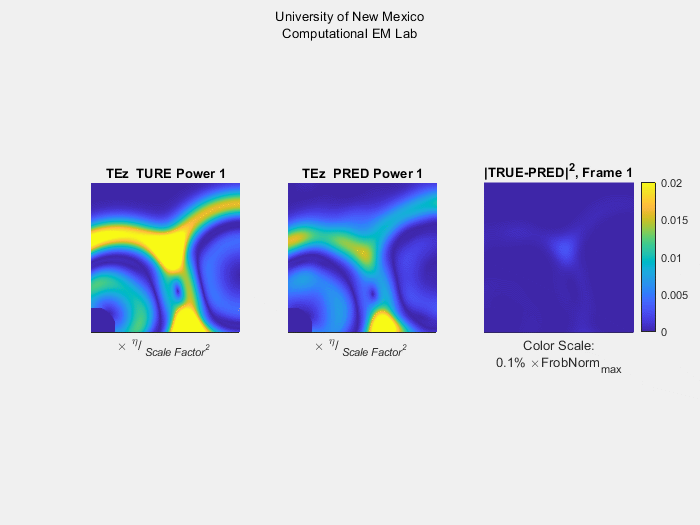 University of New Mexico
Computational EM Lab
TEz TURE Power 1
TEz PRED Power 1
|TRUE-PRED|², Frame 1
0.02
0.015
0.01
0.005
0
× η/ Scale Factor²
× η/ Scale Factor²
Color Scale:
0.1% ×FrobNorm_max